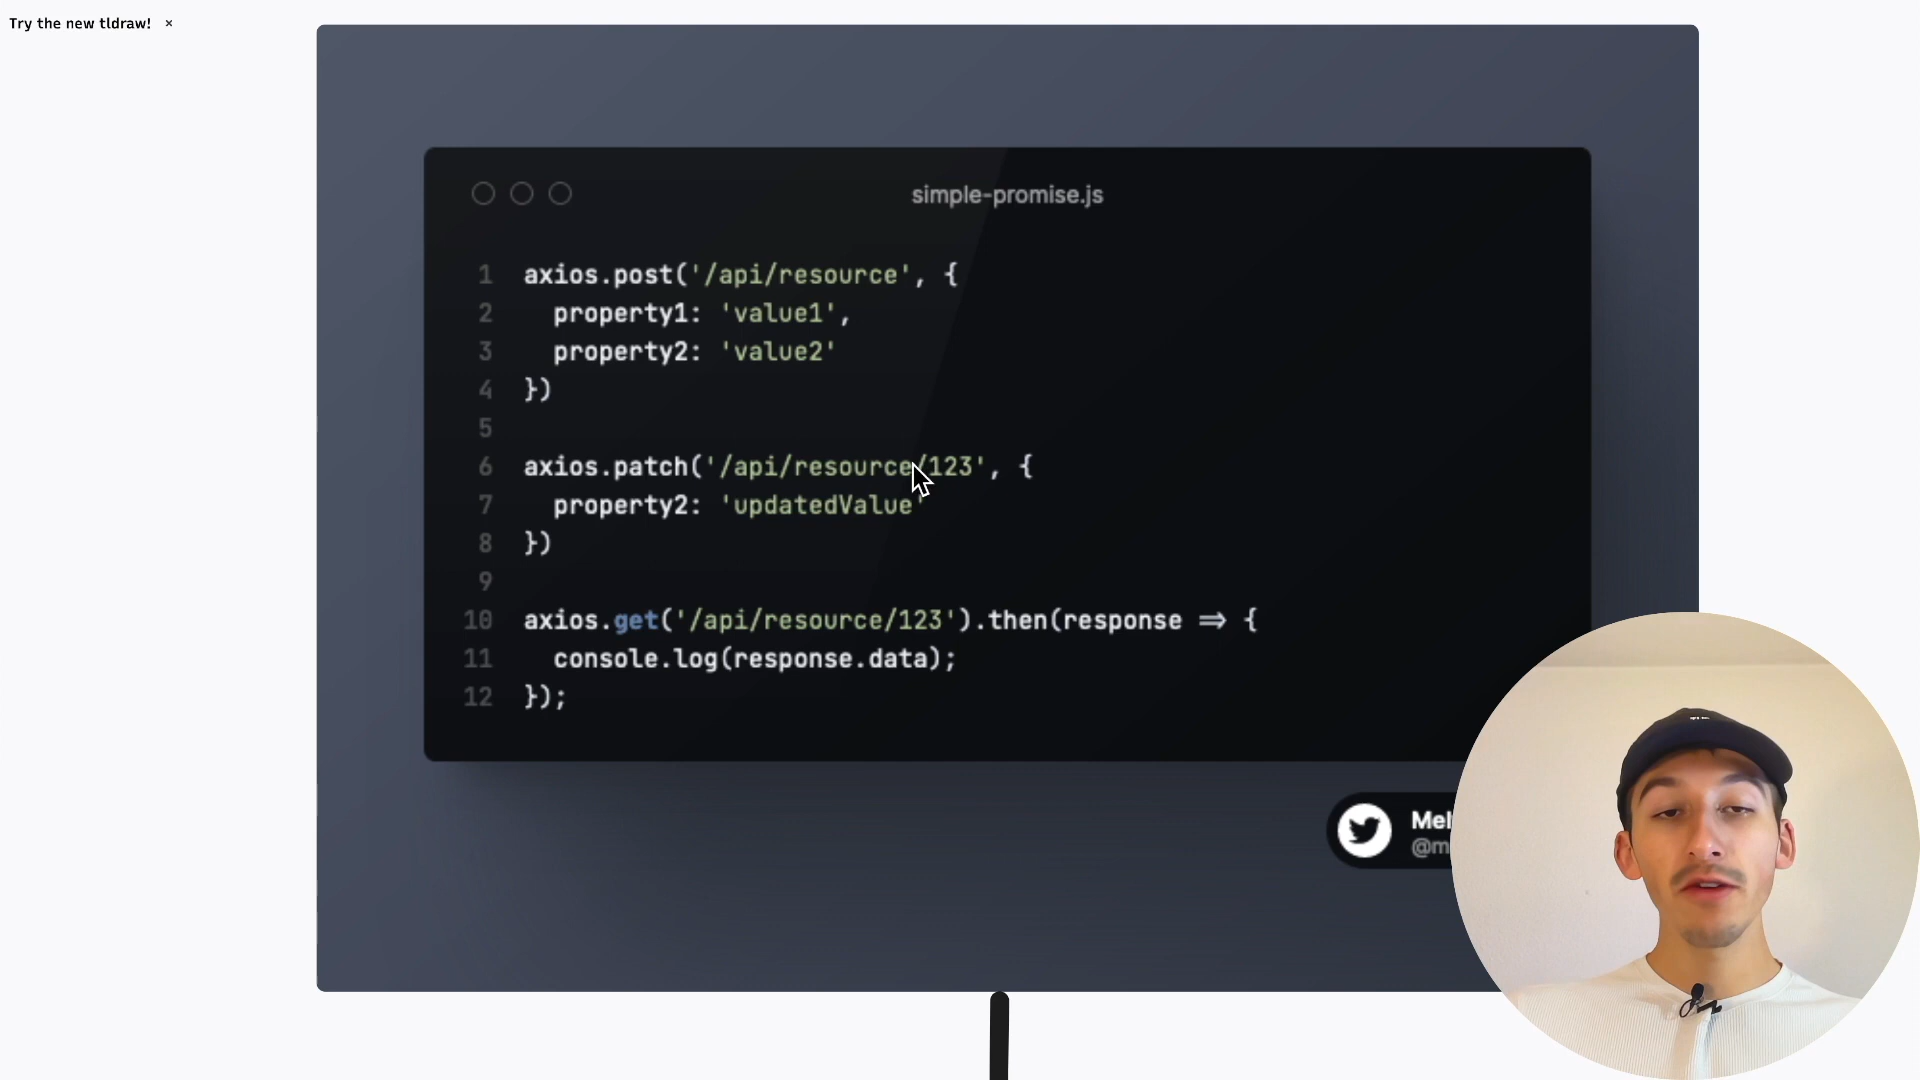 Try the new tldraw! ×
simple-promise.js
1 axios.post('/api/resource', {
2   property1: 'value1',
3   property2: 'value2'
4 })
5
6 axios.patch('/api/resource/123', {
7   property2: 'updatedValue'
8 })
9
10 axios.get('/api/resource/123').then(response => {
11   console.log(response.data);
12 });
Mel
@m